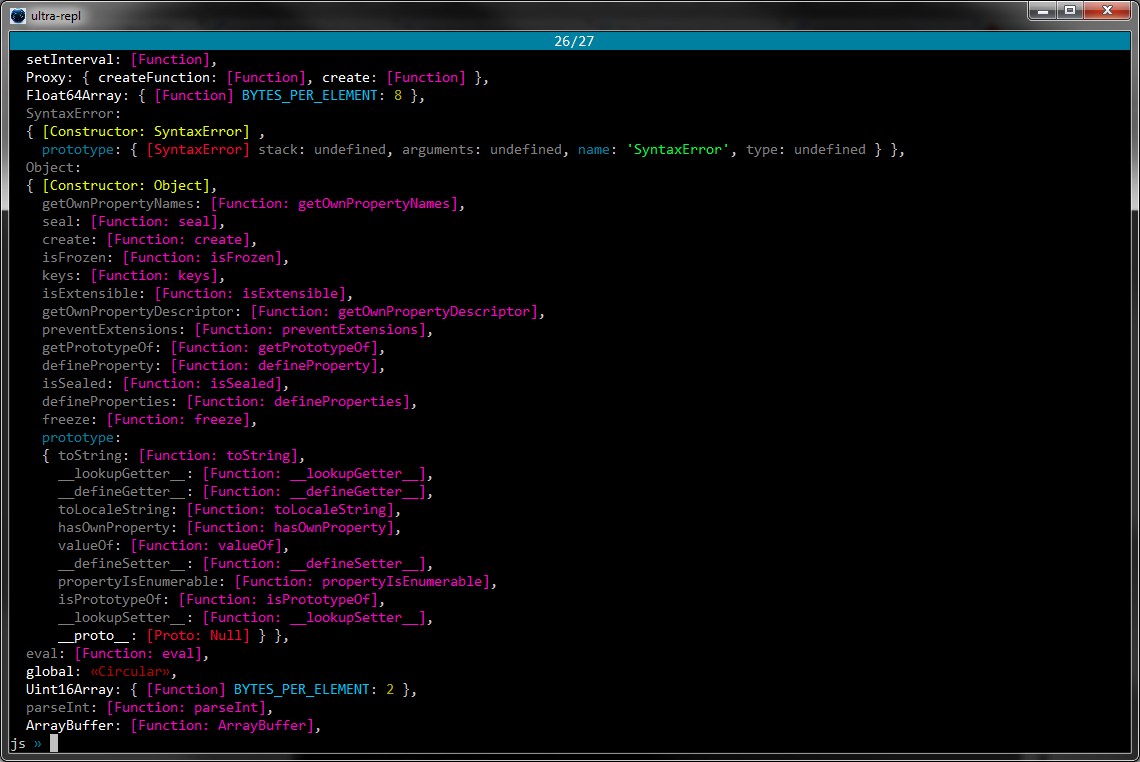 ultra-repl
26/27
setInterval: [Function],
Proxy: { createFunction: [Function], create: [Function] },
Float64Array: { [Function] BYTES_PER_ELEMENT: 8 },
SyntaxError:
{ [Constructor: SyntaxError] ,
prototype: { [SyntaxError] stack: undefined, arguments: undefined, name: 'SyntaxError', type: undefined } },
Object:
{ [Constructor: Object],
getOwnPropertyNames: [Function: getOwnPropertyNames],
seal: [Function: seal],
create: [Function: create],
isFrozen: [Function: isFrozen],
keys: [Function: keys],
isExtensible: [Function: isExtensible],
getOwnPropertyDescriptor: [Function: getOwnPropertyDescriptor],
preventExtensions: [Function: preventExtensions],
getPrototypeOf: [Function: getPrototypeOf],
defineProperty: [Function: defineProperty],
isSealed: [Function: isSealed],
defineProperties: [Function: defineProperties],
freeze: [Function: freeze],
prototype:
{ toString: [Function: toString],
__lookupGetter__: [Function: __lookupGetter__],
__defineGetter__: [Function: __defineGetter__],
toLocaleString: [Function: toLocaleString],
hasOwnProperty: [Function: hasOwnProperty],
valueOf: [Function: valueOf],
__defineSetter__: [Function: __defineSetter__],
propertyIsEnumerable: [Function: propertyIsEnumerable],
isPrototypeOf: [Function: isPrototypeOf],
__lookupSetter__: [Function: __lookupSetter__],
__proto__: [Proto: Null] } },
eval: [Function: eval],
global: «Circular»,
Uint16Array: { [Function] BYTES_PER_ELEMENT: 2 },
parseInt: [Function: parseInt],
ArrayBuffer: [Function: ArrayBuffer],
js »